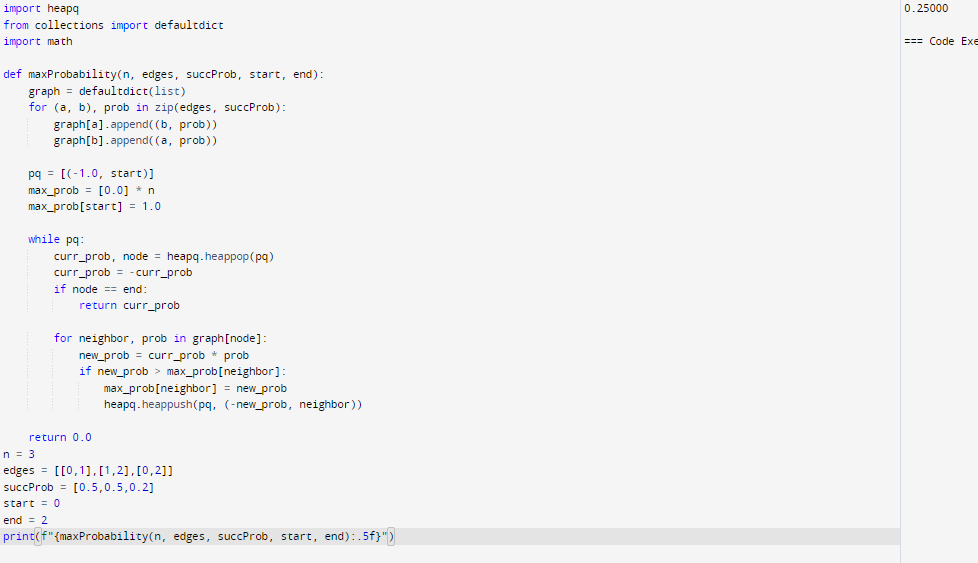 import heapq
from collections import defaultdict
import math
def maxProbability(n, edges, succProb, start, end):
    graph = defaultdict(list)
    for (a, b), prob in zip(edges, succProb):
        graph[a].append((b, prob))
        graph[b].append((a, prob))
    pq = [(-1.0, start)]
    max_prob = [0.0] * n
    max_prob[start] = 1.0
    while pq:
        curr_prob, node = heapq.heappop(pq)
        curr_prob = -curr_prob
        if node == end:
            return curr_prob
        for neighbor, prob in graph[node]:
            new_prob = curr_prob * prob
            if new_prob > max_prob[neighbor]:
                max_prob[neighbor] = new_prob
                heapq.heappush(pq, (-new_prob, neighbor))
    return 0.0
n = 3
edges = [[0,1],[1,2],[0,2]]
succProb = [0.5,0.5,0.2]
start = 0
end = 2
print(f"{maxProbability(n, edges, succProb, start, end):.5f}")
0.25000
=== Code Exe